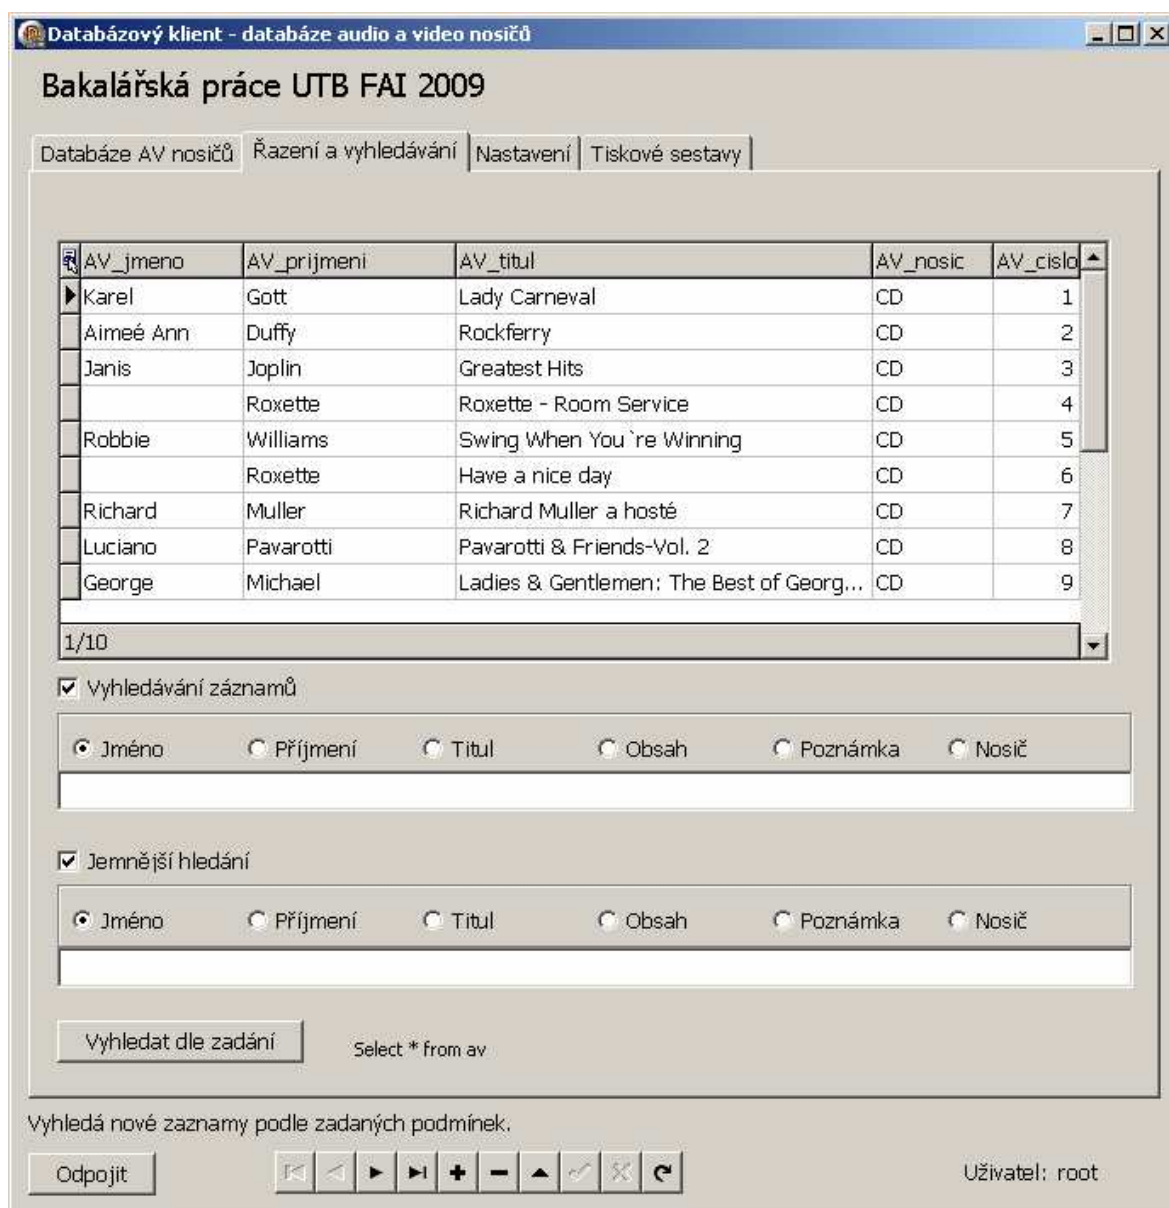 Databázový klient - databáze audio a video nosičů
Bakalářská práce UTB FAI 2009
Databáze AV nosičů Řazení a vyhledávání Nastavení Tiskové sestavy
AV_jmeno AV_prijmeni AV_titul AV_nosic AV_cislo
Karel Gott Lady Carneval CD 1
Aimeé Ann Duffy Rockferry CD 2
Janis Joplin Greatest Hits CD 3
Roxette Roxette - Room Service CD 4
Robbie Williams Swing When You`re Winning CD 5
Roxette Have a nice day CD 6
Richard Muller Richard Muller a hosté CD 7
Luciano Pavarotti Pavarotti & Friends-Vol. 2 CD 8
George Michael Ladies & Gentlemen: The Best of Georg... CD 9
1/10
Vyhledávání záznamů
Jméno Příjmení Titul Obsah Poznámka Nosič
Jemnější hledání
Jméno Příjmení Titul Obsah Poznámka Nosič
Vyhledat dle zadání Select * from av
Vyhledá nové zaznamy podle zadaných podmínek.
Odpojit Uživatel: root